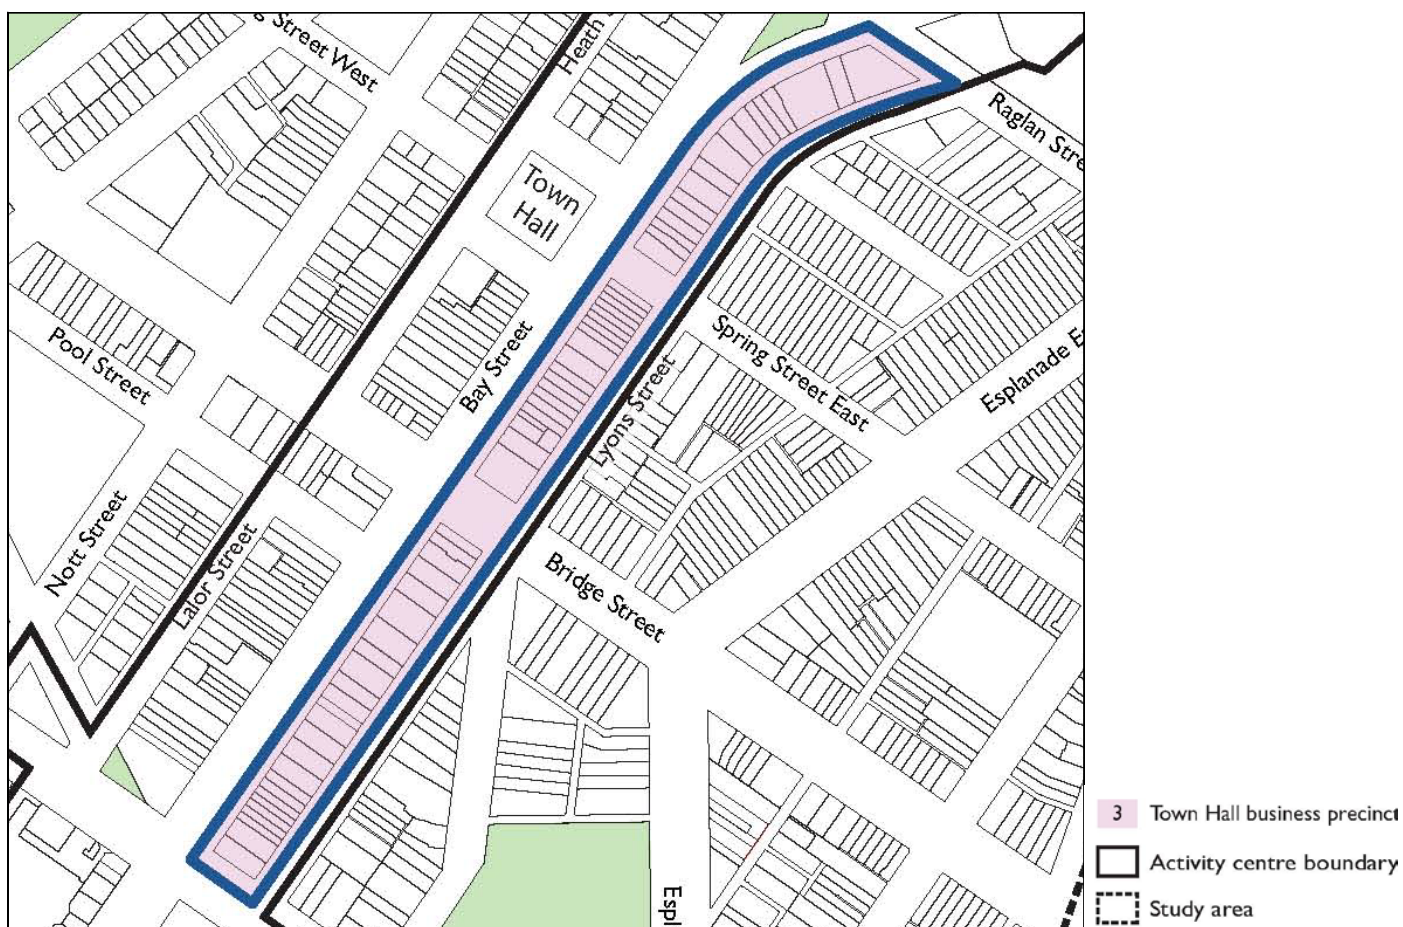 g Street West
Heath
Town
Hall
Raglan Stre
Pool Street
Bay Street
Spring Street East
Esplanade E
Lyons Street
Nott Street
Lalor Street
Bridge Street
Espl
3 Town Hall business precinct
Activity centre boundary
Study area